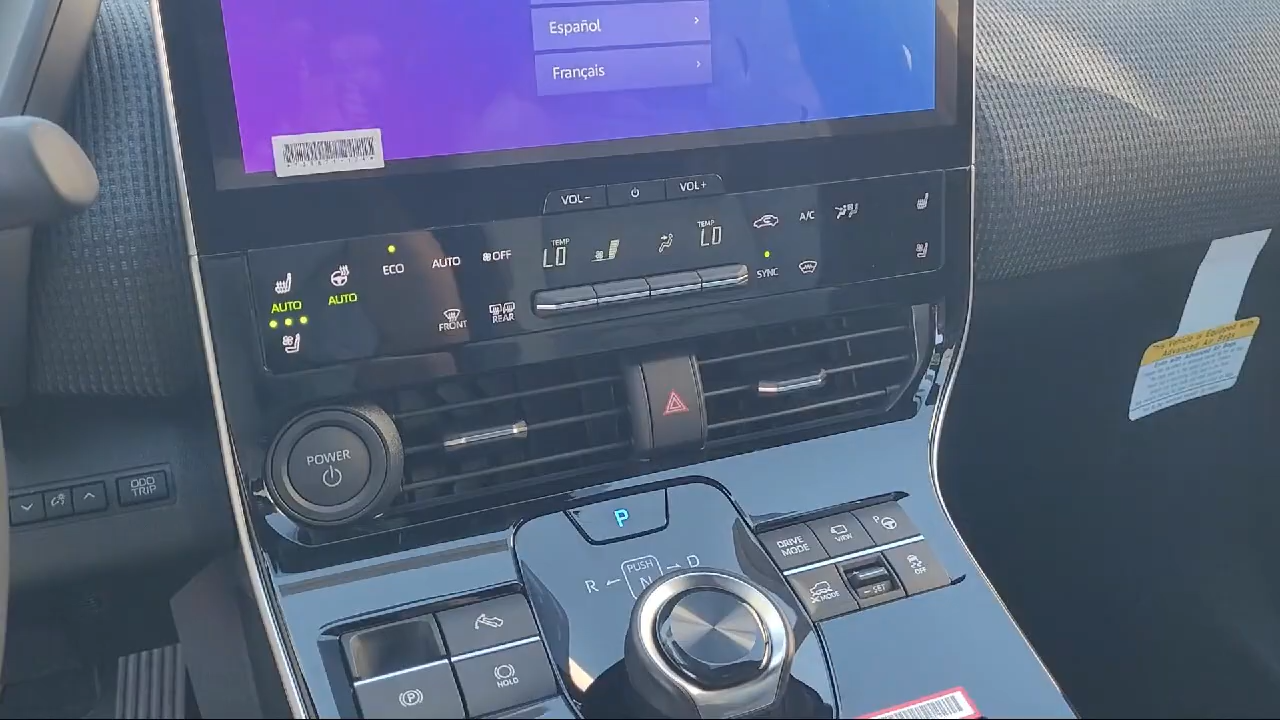 Español
Français
VOL-
VOL+
TEMP
LO
TEMP
LO
A/C
ECO
AUTO
OFF
SYNC
AUTO
AUTO
FRONT
REAR
POWER
ODO
TRIP
P
R ← PUSH → D
N
DRIVE
MODE
VIEW
P
OFF
MODE
SET
HOLD
P